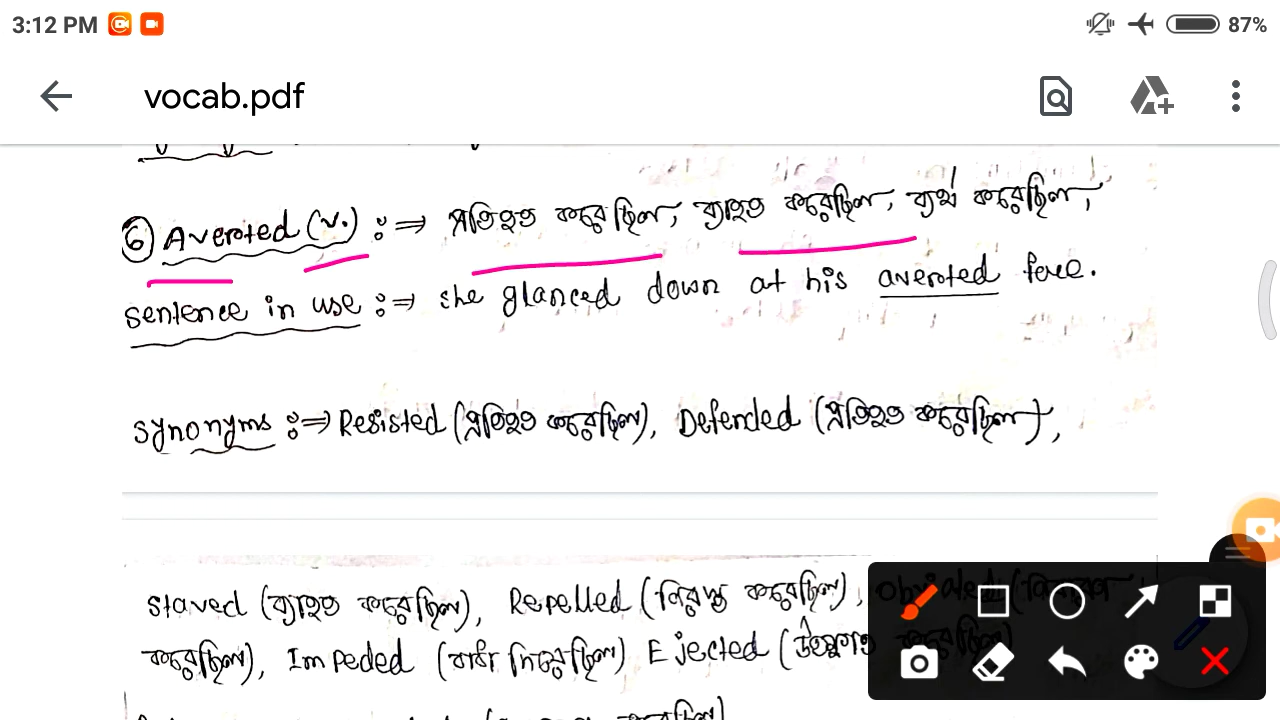 3:12 PM 87%
vocab.pdf
6) Averted (v.) :⇒ প্রতিহত করেছিল, ব্যাহত করেছিল, ব্যর্থ করেছিল,
sentence in use :⇒ she glanced down at his averted face.
synonyms :⇒ Resisted (প্রতিহত করেছিল), Defended (প্রতিহত করেছিল),
Staved (ব্যাহত করেছিল), Repelled (নিরস্ত করেছিল),
করেছিল), Impeded (বাধা দিয়েছিল) Ejected